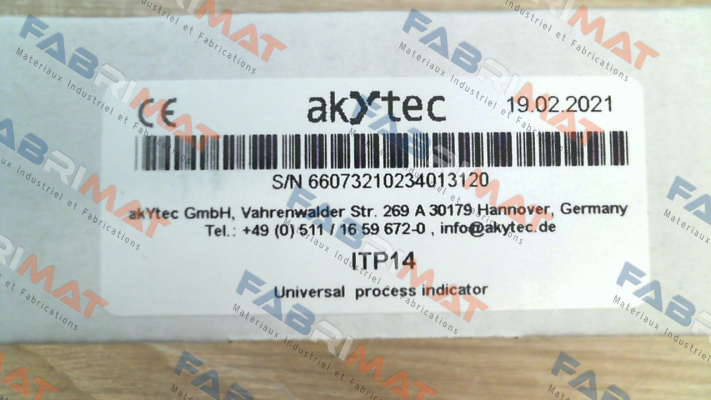 CE akYtec 19.02.2021
S/N 66073210234013120
akYtec GmbH, Vahrenwalder Str. 269 A 30179 Hannover, Germany
Tel.: +49 (0) 511 / 16 59 672-0 , info@akytec.de
ITP14
Universal process indicator
FABRIMAT
Matériaux Industriel et Fabrications